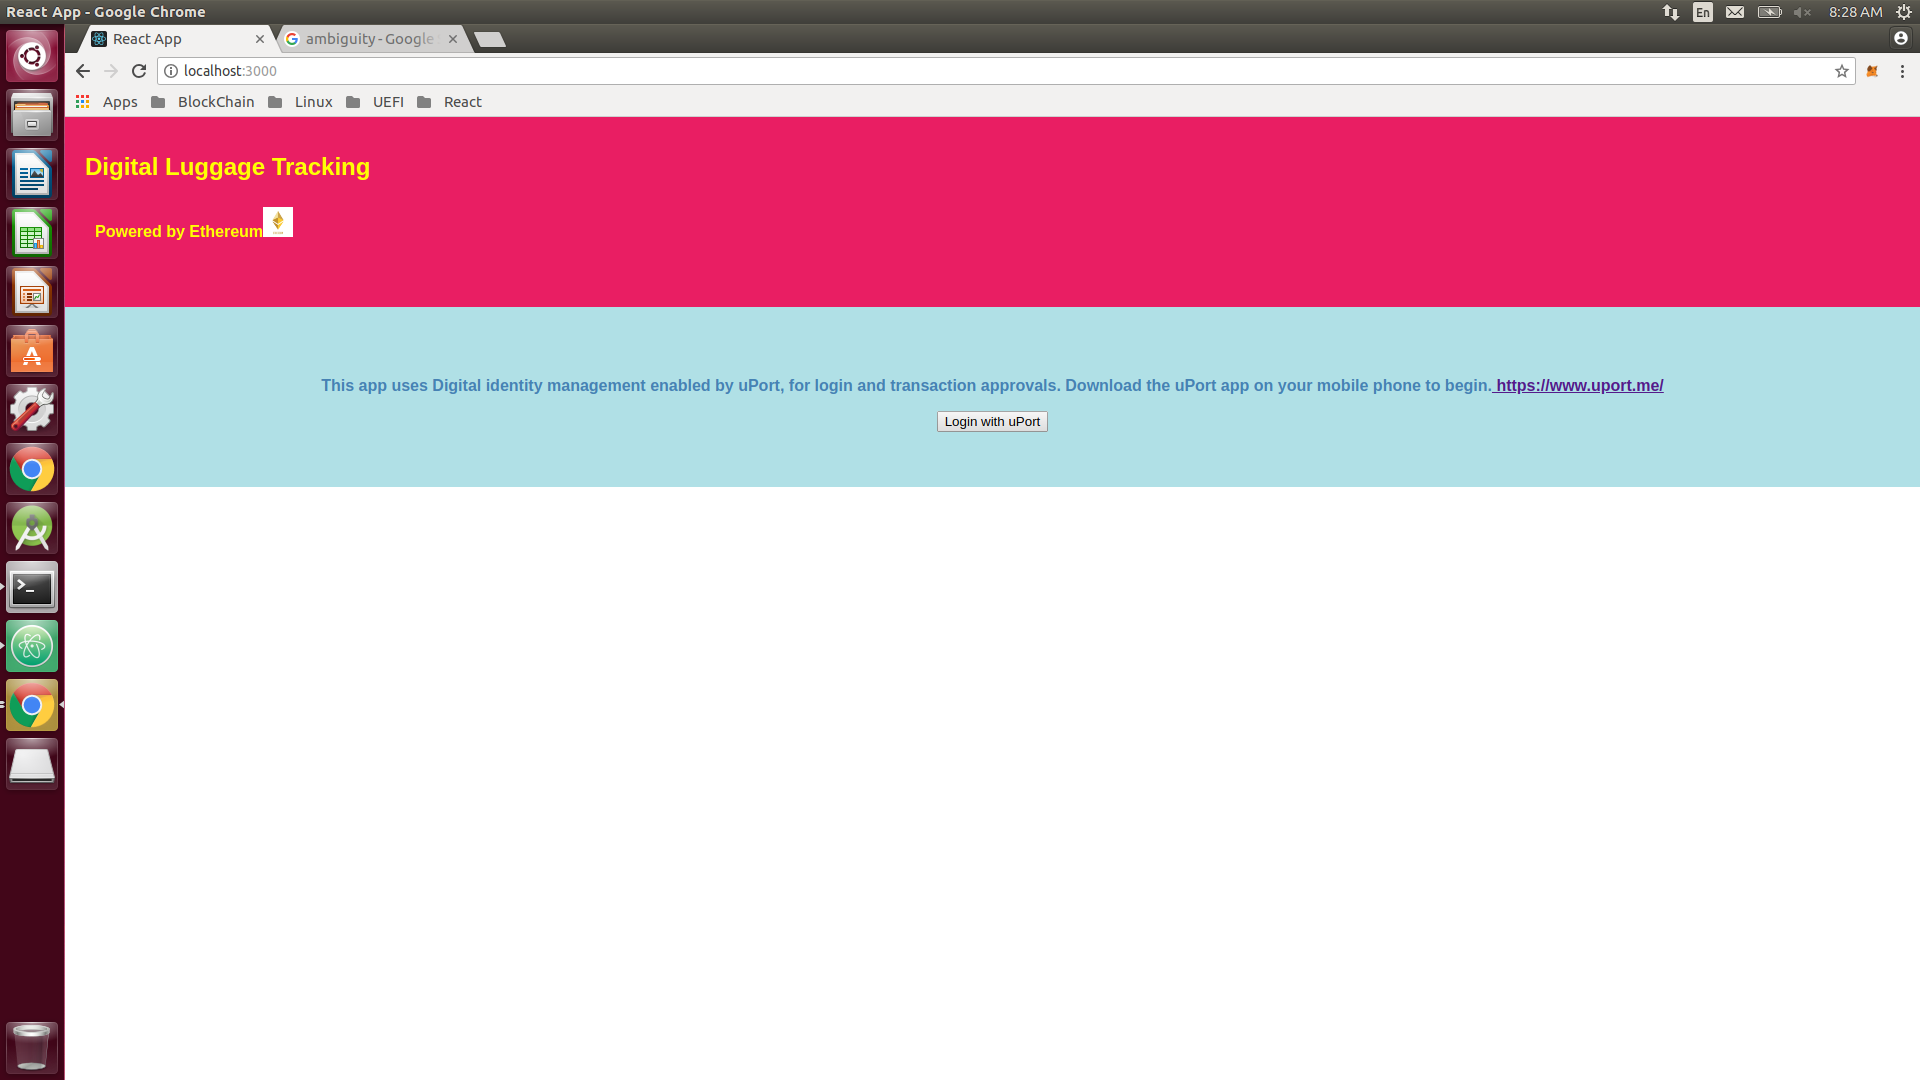 React App - Google Chrome
En
8:28 AM
React App
ambiguity - Google
localhost:3000
Apps
BlockChain
Linux
UEFI
React
Digital Luggage Tracking
Powered by Ethereum
This app uses Digital identity management enabled by uPort, for login and transaction approvals. Download the uPort app on your mobile phone to begin. https://www.uport.me/
Login with uPort